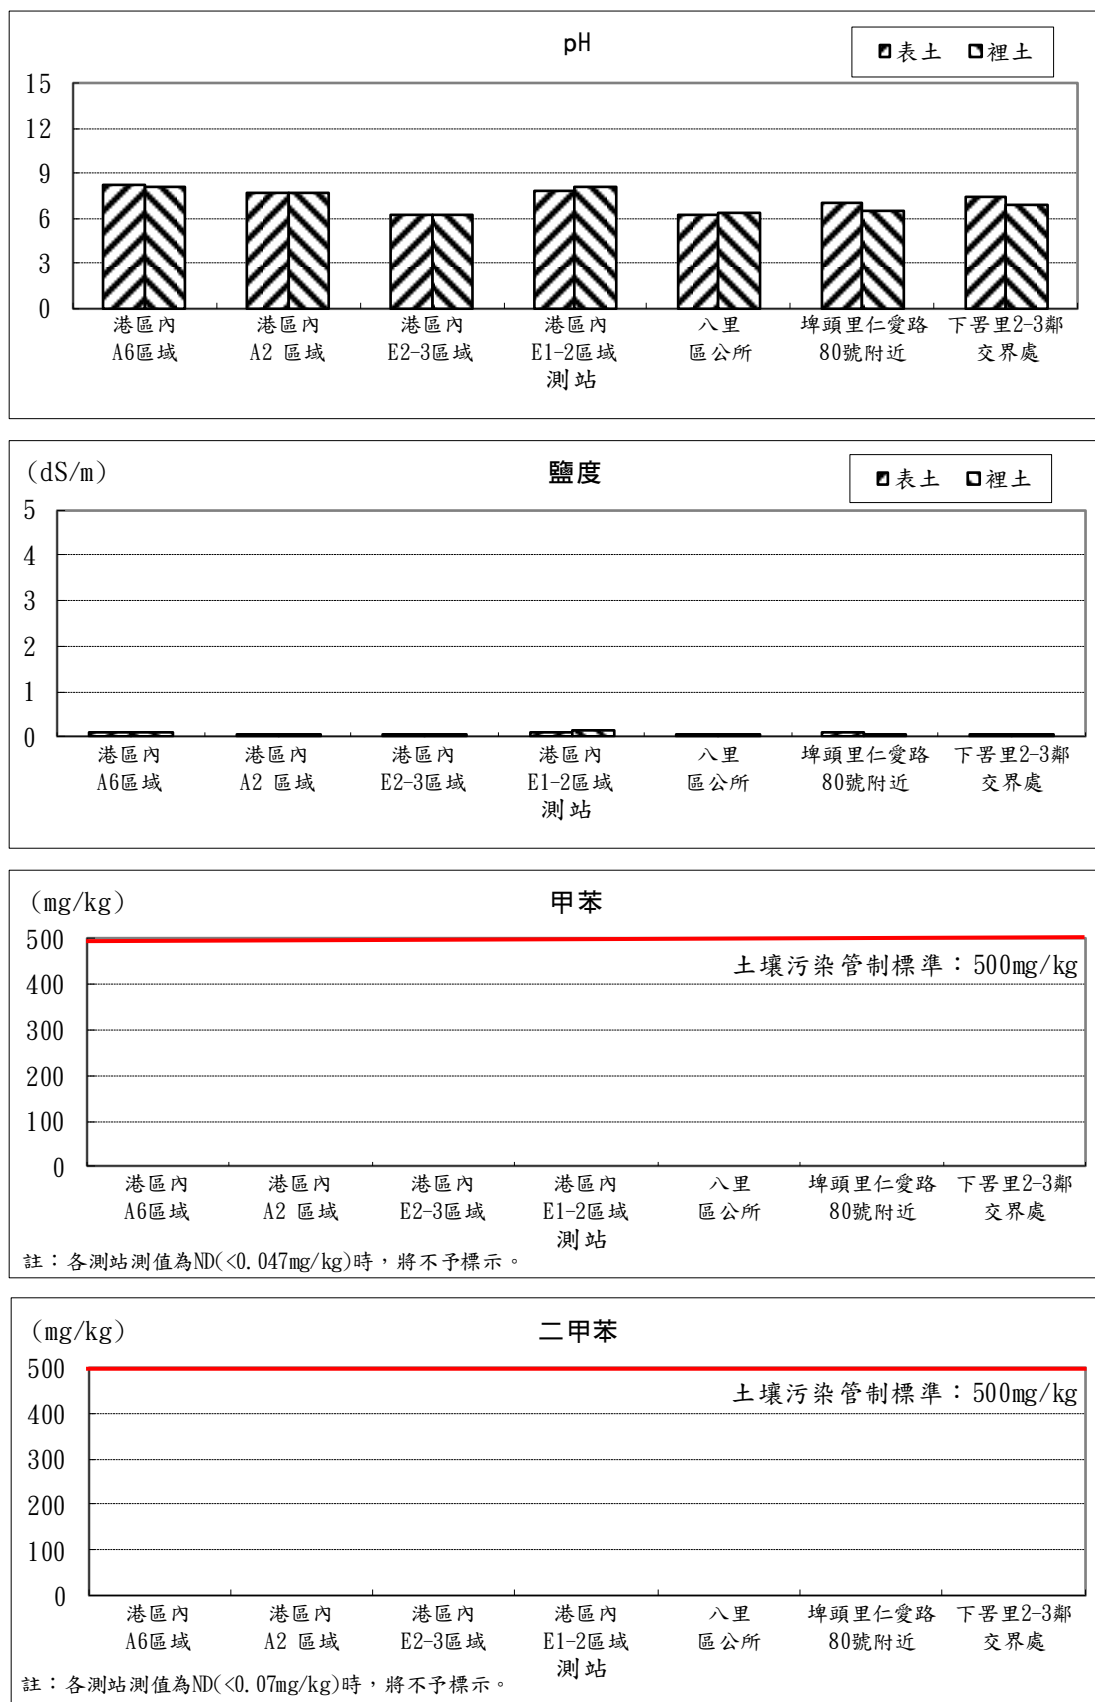 pH
表土 裡土
15
12
9
6
3
0
港區內 港區內 港區內 港區內 八里 埤頭里仁愛路 下罟里2-3鄰
A6區域 A2 區域 E2-3區域 E1-2區域 區公所 80號附近 交界處
測站
(dS/m) 鹽度
表土 裡土
5
4
3
2
1
0
港區內 港區內 港區內 港區內 八里 埤頭里仁愛路 下罟里2-3鄰
A6區域 A2 區域 E2-3區域 E1-2區域 區公所 80號附近 交界處
測站
(mg/kg) 甲苯
500
土壤污染管制標準：500mg/kg
400
300
200
100
0
港區內 港區內 港區內 港區內 八里 埤頭里仁愛路 下罟里2-3鄰
A6區域 A2 區域 E2-3區域 E1-2區域 區公所 80號附近 交界處
測站
註：各測站測值為ND(<0.047mg/kg)時，將不予標示。
(mg/kg) 二甲苯
500
土壤污染管制標準：500mg/kg
400
300
200
100
0
港區內 港區內 港區內 港區內 八里 埤頭里仁愛路 下罟里2-3鄰
A6區域 A2 區域 E2-3區域 E1-2區域 區公所 80號附近 交界處
測站
註：各測站測值為ND(<0.07mg/kg)時，將不予標示。